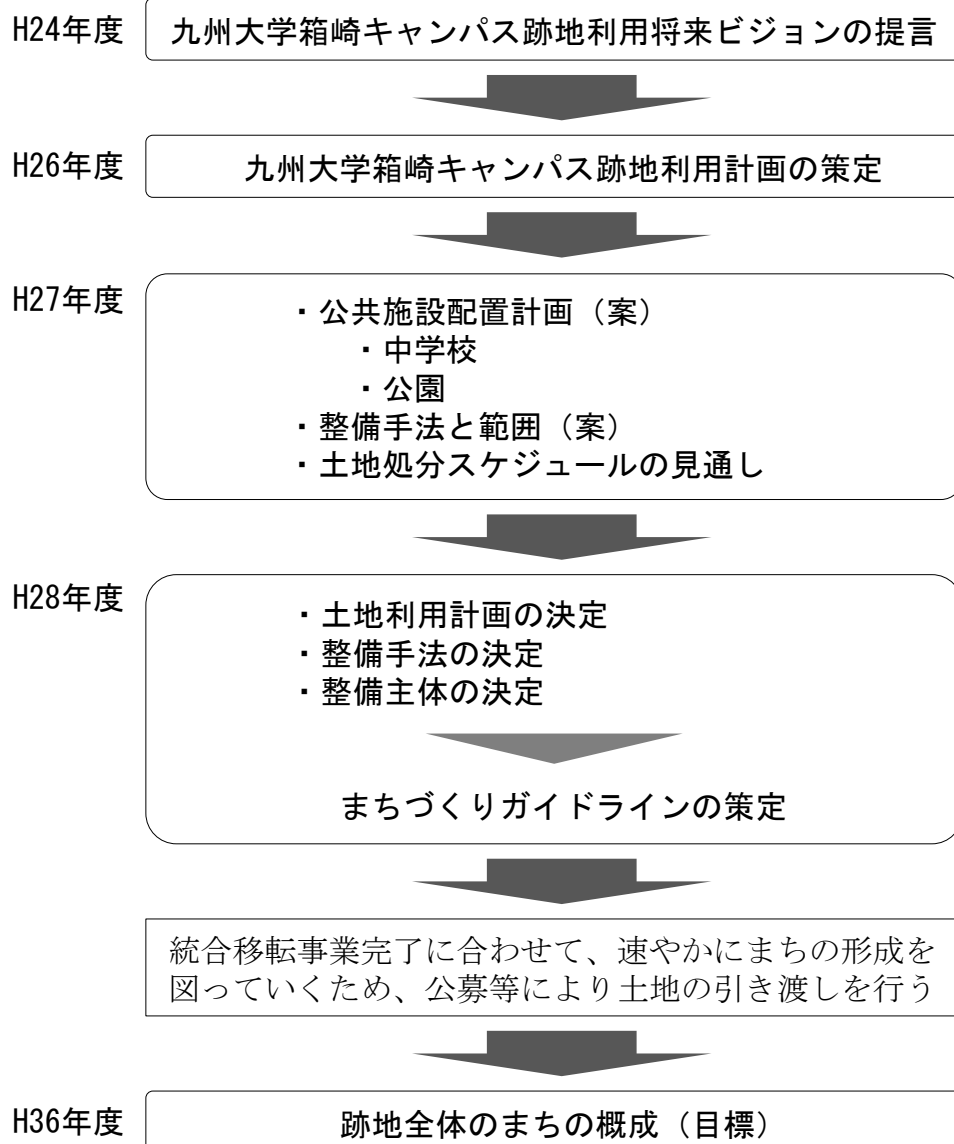 H24年度 九州大学箱崎キャンパス跡地利用将来ビジョンの提言
H26年度 九州大学箱崎キャンパス跡地利用計画の策定
H27年度
・公共施設配置計画（案）
・中学校
・公園
・整備手法と範囲（案）
・土地処分スケジュールの見通し
H28年度
・土地利用計画の決定
・整備手法の決定
・整備主体の決定
まちづくりガイドラインの策定
統合移転事業完了に合わせて、速やかにまちの形成を
図っていくため、公募等により土地の引き渡しを行う
H36年度 跡地全体のまちの概成（目標）